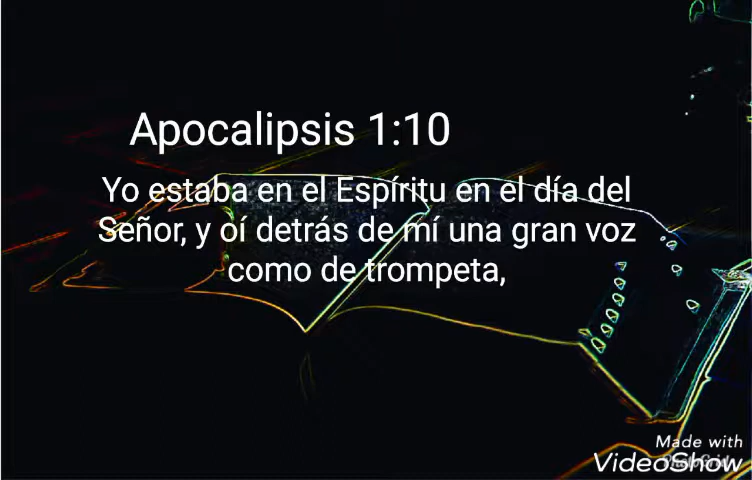 Apocalipsis 1:10
Yo estaba en el Espíritu en el día del
Señor, y oí detrás de mí una gran voz
como de trompeta,
Made with
VideoShow